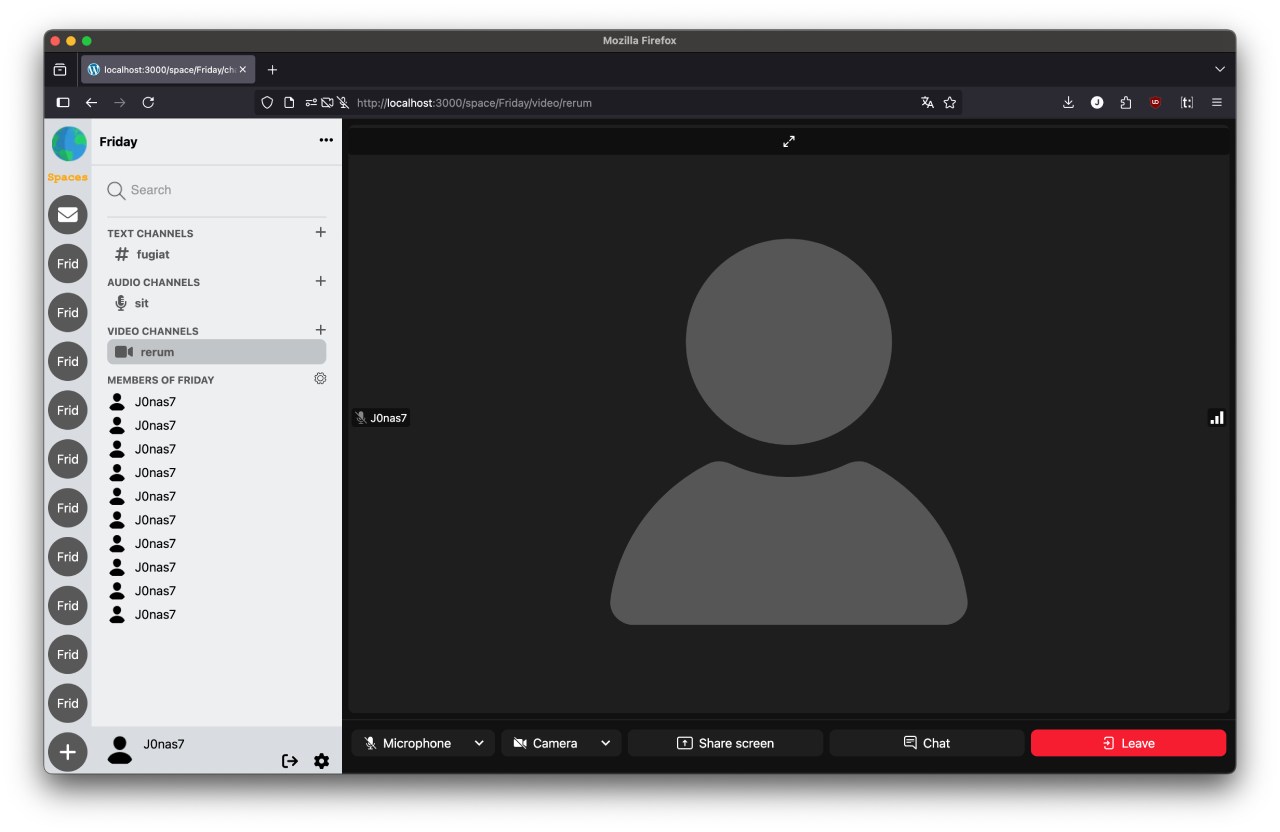 Mozilla Firefox
localhost:3000/space/Friday/ch
http://localhost:3000/space/Friday/video/rerum
Spaces
Frid
Frid
Frid
Frid
Frid
Frid
Frid
Frid
Frid
Frid
Friday
Search
TEXT CHANNELS
fugiat
AUDIO CHANNELS
sit
VIDEO CHANNELS
rerum
MEMBERS OF FRIDAY
J0nas7
J0nas7
J0nas7
J0nas7
J0nas7
J0nas7
J0nas7
J0nas7
J0nas7
J0nas7
J0nas7
J0nas7
Microphone
Camera
Share screen
Chat
Leave